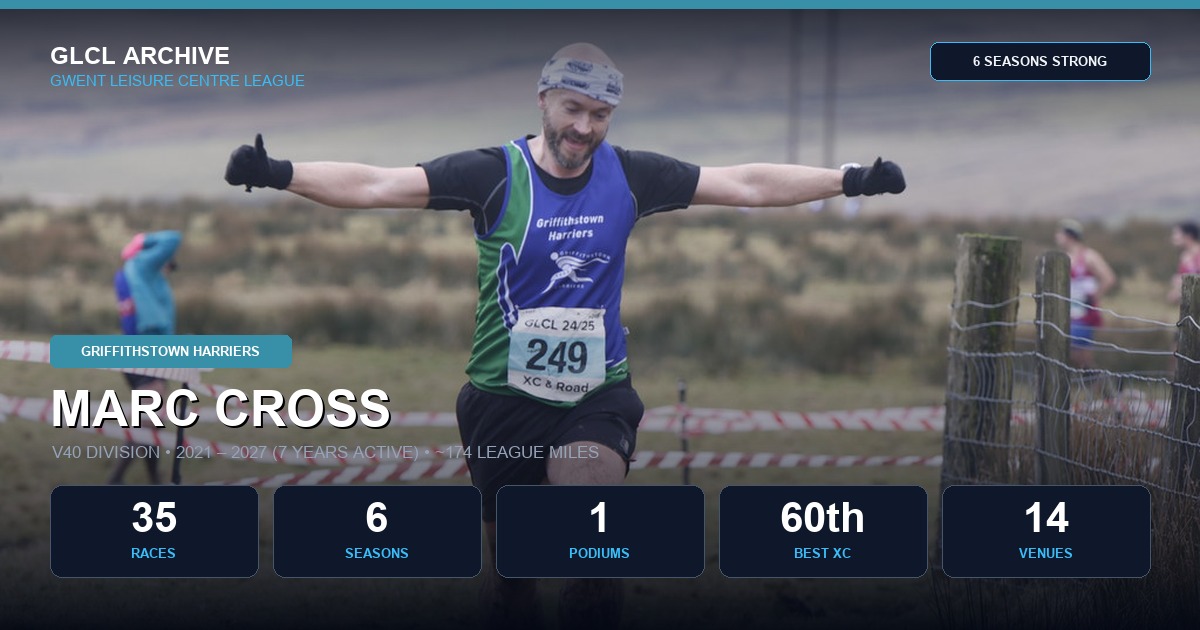 GLCL ARCHIVE
GWENT LEISURE CENTRE LEAGUE
6 SEASONS STRONG
Griffithstown
Harriers
GRIFFITHSTOWN
GLCL 24/25
249
XC & Road
GRIFFITHSTOWN HARRIERS
MARC CROSS
V40 DIVISION • 2021 – 2027 (7 YEARS ACTIVE) • ~174 LEAGUE MILES
35
RACES
6
SEASONS
1
PODIUMS
60th
BEST XC
14
VENUES